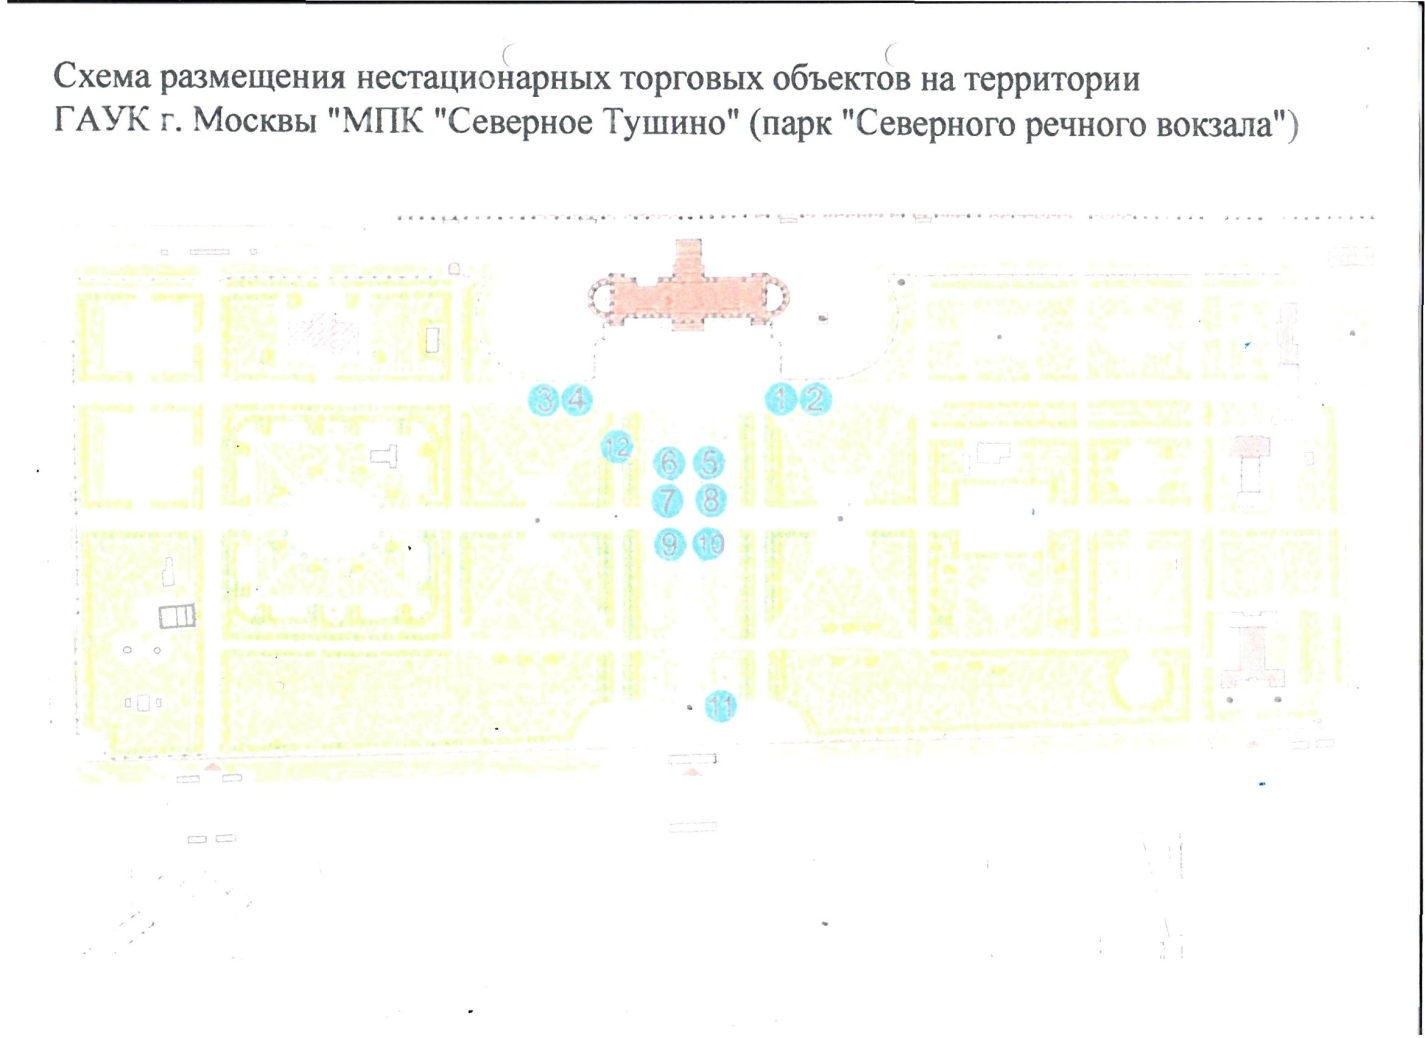 Схема размещения нестационарных торговых объектов на территории
ГАУК г. Москвы "МПК "Северное Тушино" (парк "Северного речного вокзала")
3 4 1 2
12
6 5
7 8
9 10
11